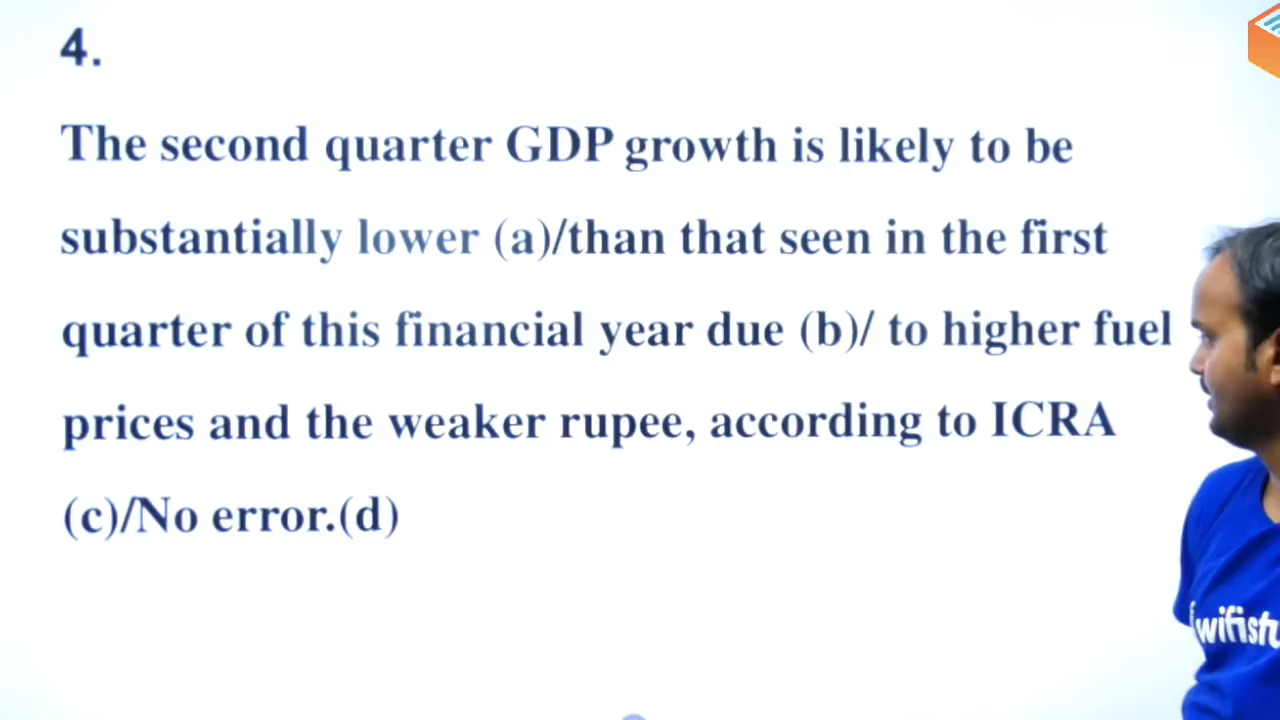 4.
The second quarter GDP growth is likely to be
substantially lower (a)/than that seen in the first
quarter of this financial year due (b)/ to higher fuel
prices and the weaker rupee, according to ICRA
(c)/No error.(d)